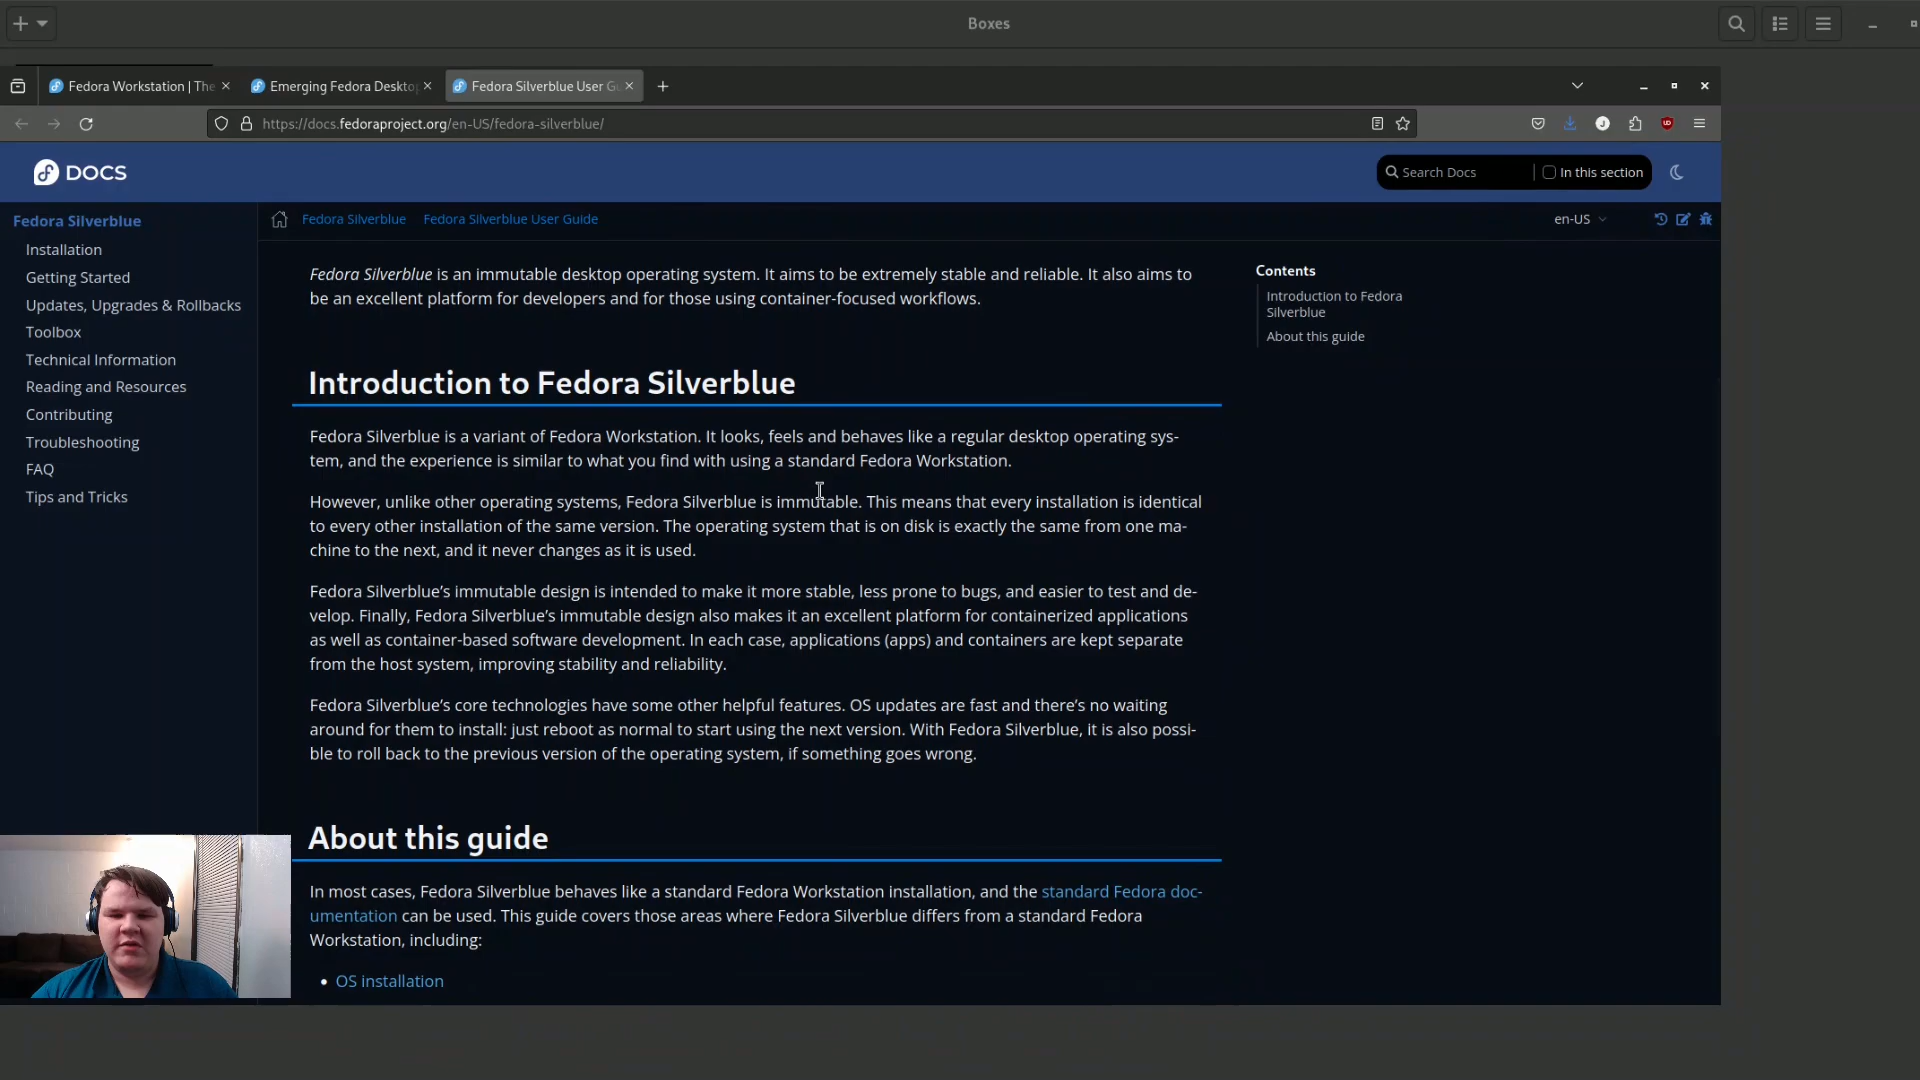 Boxes
Fedora Workstation | The
Emerging Fedora Desktop
Fedora Silverblue User Gu
https://docs.fedoraproject.org/en-US/fedora-silverblue/
DOCS
Search Docs
In this section
Fedora Silverblue
Installation
Getting Started
Updates, Upgrades & Rollbacks
Toolbox
Technical Information
Reading and Resources
Contributing
Troubleshooting
FAQ
Tips and Tricks
Fedora Silverblue
Fedora Silverblue User Guide
en-US
Fedora Silverblue is an immutable desktop operating system. It aims to be extremely stable and reliable. It also aims to
be an excellent platform for developers and for those using container-focused workflows.
Introduction to Fedora Silverblue
Fedora Silverblue is a variant of Fedora Workstation. It looks, feels and behaves like a regular desktop operating sys-
tem, and the experience is similar to what you find with using a standard Fedora Workstation.
However, unlike other operating systems, Fedora Silverblue is immutable. This means that every installation is identical
to every other installation of the same version. The operating system that is on disk is exactly the same from one ma-
chine to the next, and it never changes as it is used.
Fedora Silverblue’s immutable design is intended to make it more stable, less prone to bugs, and easier to test and de-
velop. Finally, Fedora Silverblue’s immutable design also makes it an excellent platform for containerized applications
as well as container-based software development. In each case, applications (apps) and containers are kept separate
from the host system, improving stability and reliability.
Fedora Silverblue’s core technologies have some other helpful features. OS updates are fast and there’s no waiting
around for them to install: just reboot as normal to start using the next version. With Fedora Silverblue, it is also possi-
ble to roll back to the previous version of the operating system, if something goes wrong.
About this guide
In most cases, Fedora Silverblue behaves like a standard Fedora Workstation installation, and the standard Fedora doc-
umentation can be used. This guide covers those areas where Fedora Silverblue differs from a standard Fedora
Workstation, including:
• OS installation
Contents
Introduction to Fedora
Silverblue
About this guide